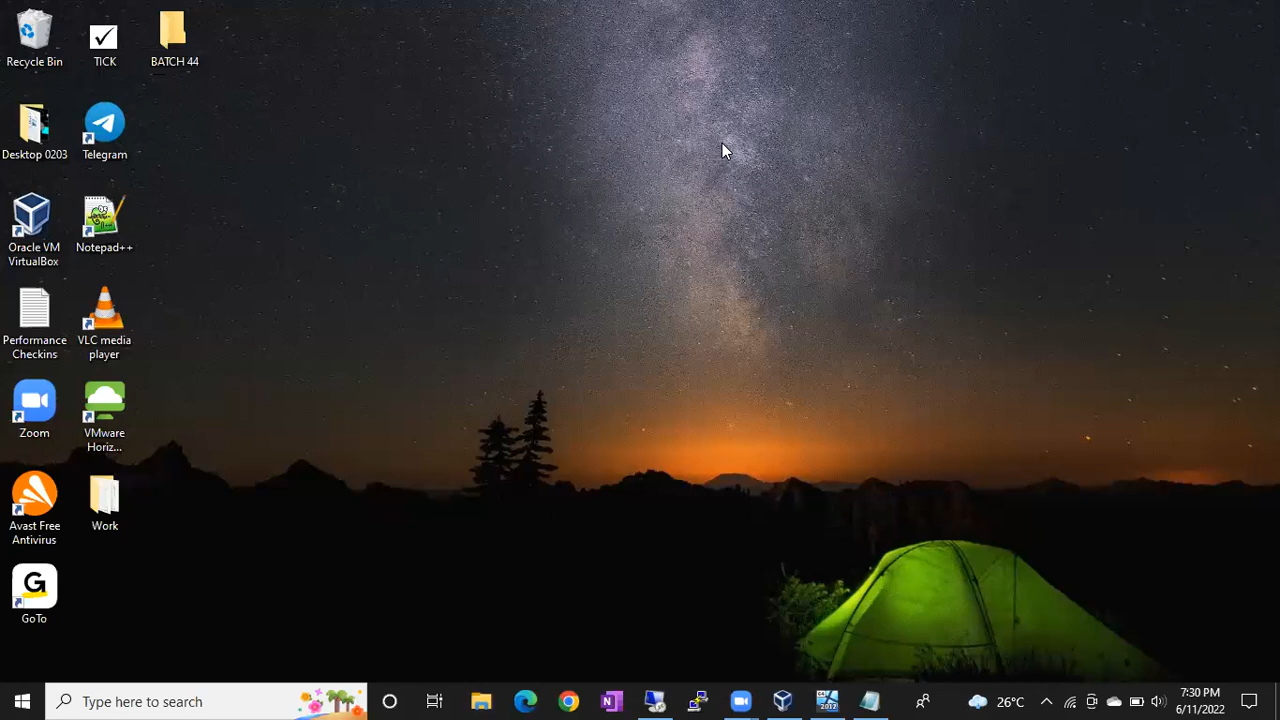 Recycle Bin
TICK
BATCH 44
Desktop 0203
Telegram
Oracle VM
VirtualBox
Notepad++
Performance
Checkins
VLC media
player
Zoom
VMware
Horiz...
Avast Free
Antivirus
Work
G
GoTo
Type here to search
N
2017
26°C
7:30 PM
6/11/2022